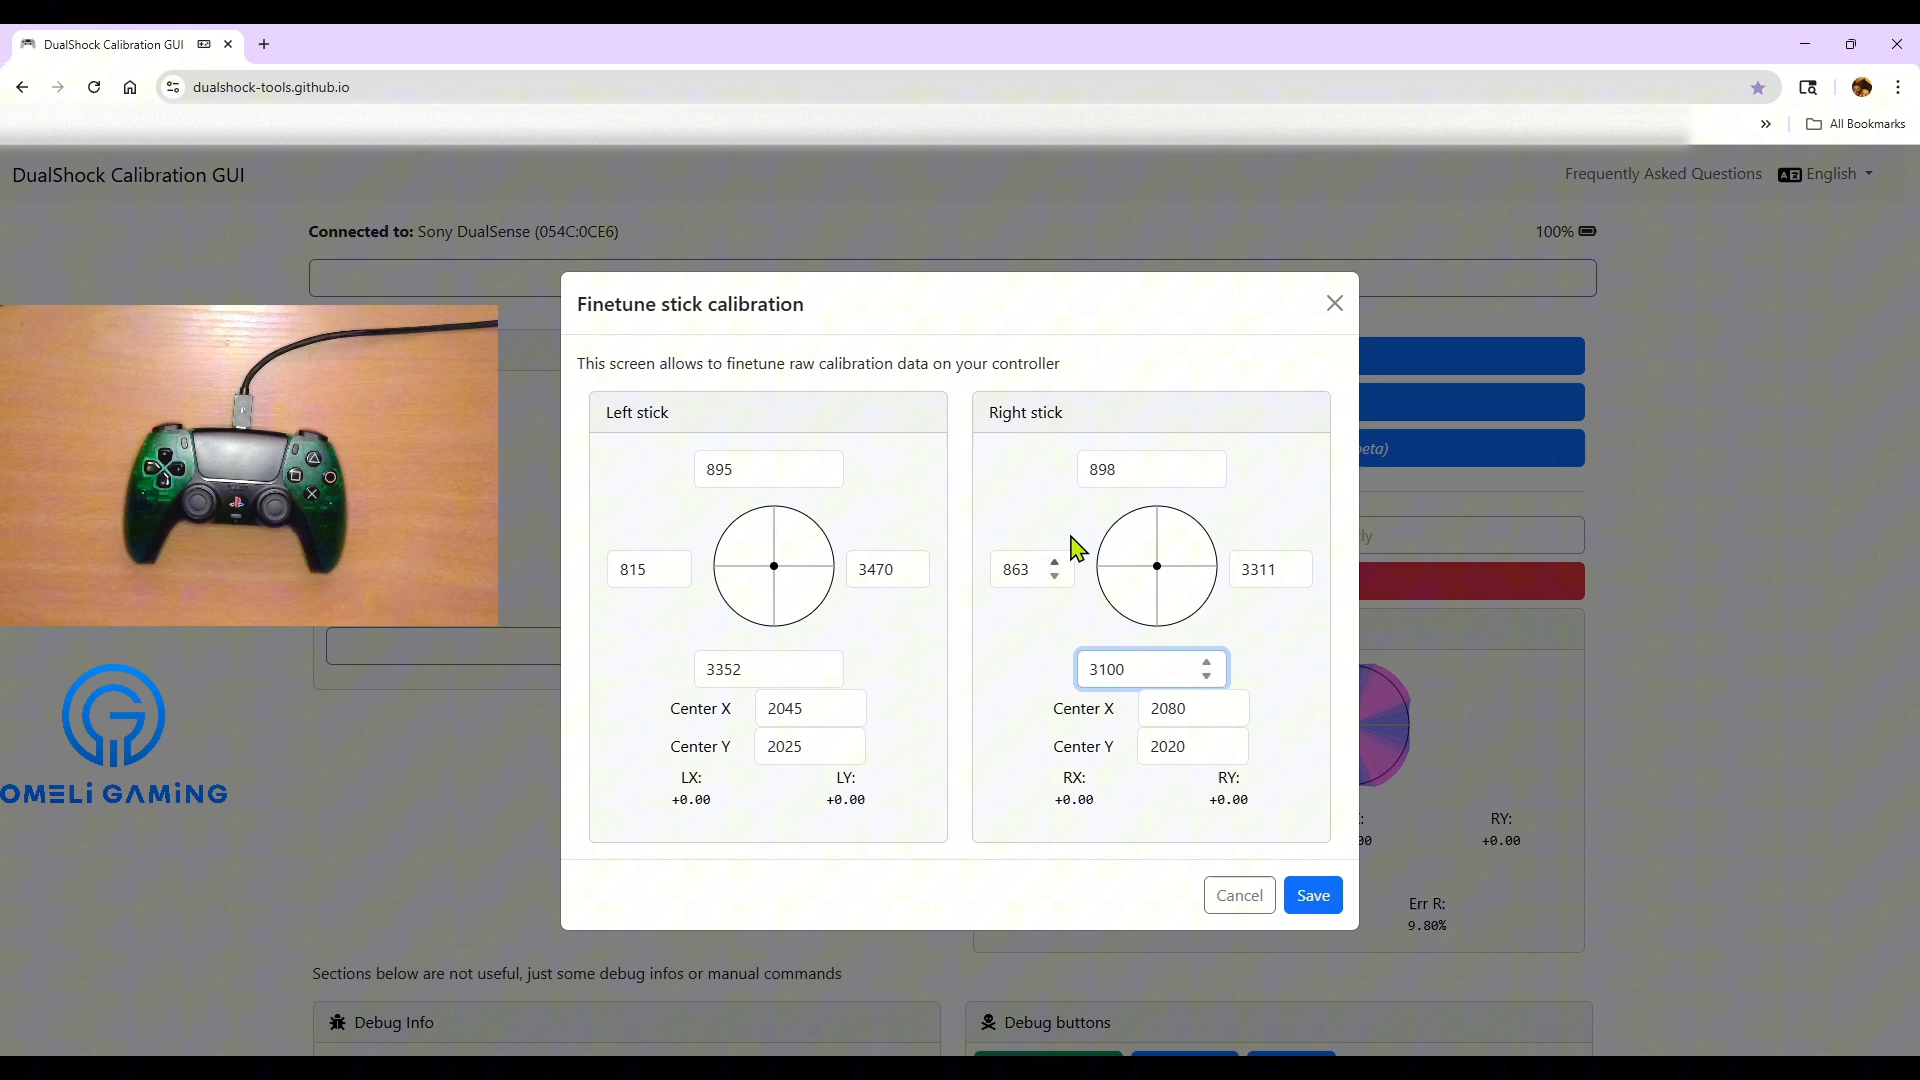 DualShock Calibration GUI
dualshock-tools.github.io
All Bookmarks
DualShock Calibration GUI
Frequently Asked Questions
English
Connected to: Sony DualSense (054C:0CE6)
100%
Finetune stick calibration
This screen allows to finetune raw calibration data on your controller
Left stick
895
815
3470
3352
Center X 2045
Center Y 2025
LX: LY:
+0.00 +0.00
Right stick
898
863
3311
3100
Center X 2080
Center Y 2020
RX: RY:
+0.00 +0.00
Cancel
Save
RY:
+0.00
Err R:
9.80%
OMELi GAMiNG
Sections below are not useful, just some debug infos or manual commands
Debug Info
Debug buttons